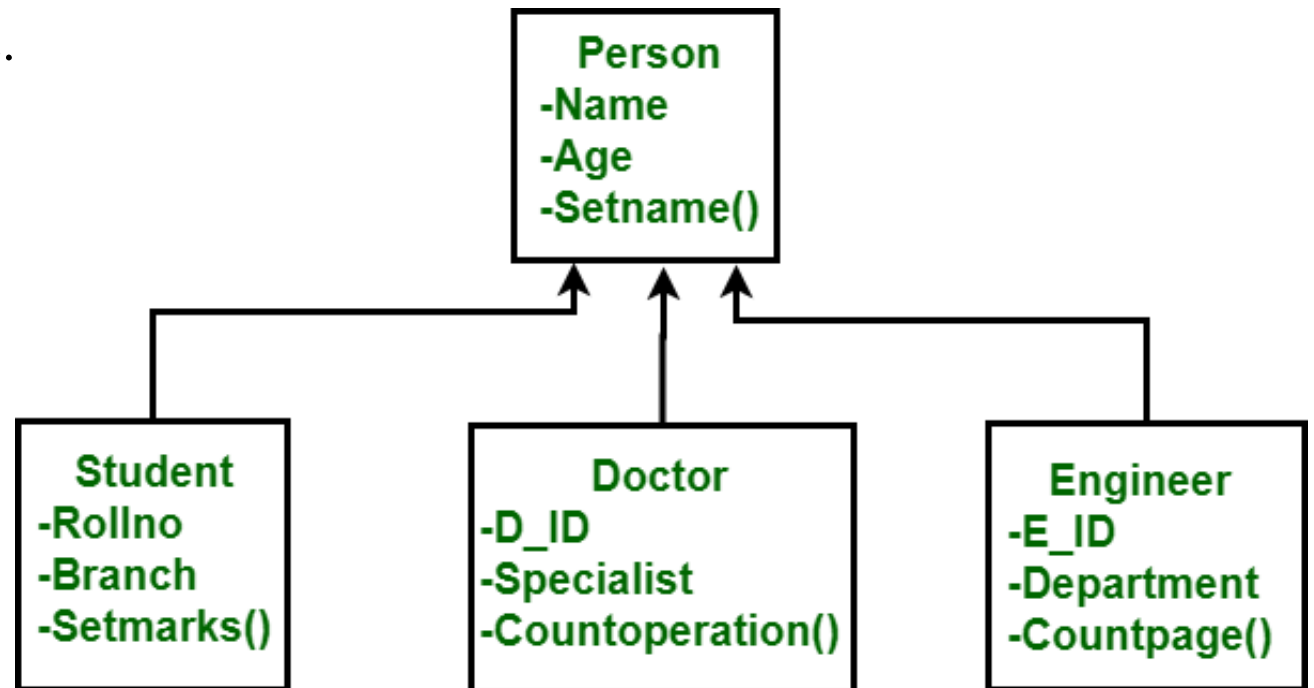 .
Person
-Name
-Age
-Setname()
Student
-Rollno
-Branch
-Setmarks()
Doctor
-D_ID
-Specialist
-Countoperation()
Engineer
-E_ID
-Department
-Countpage()